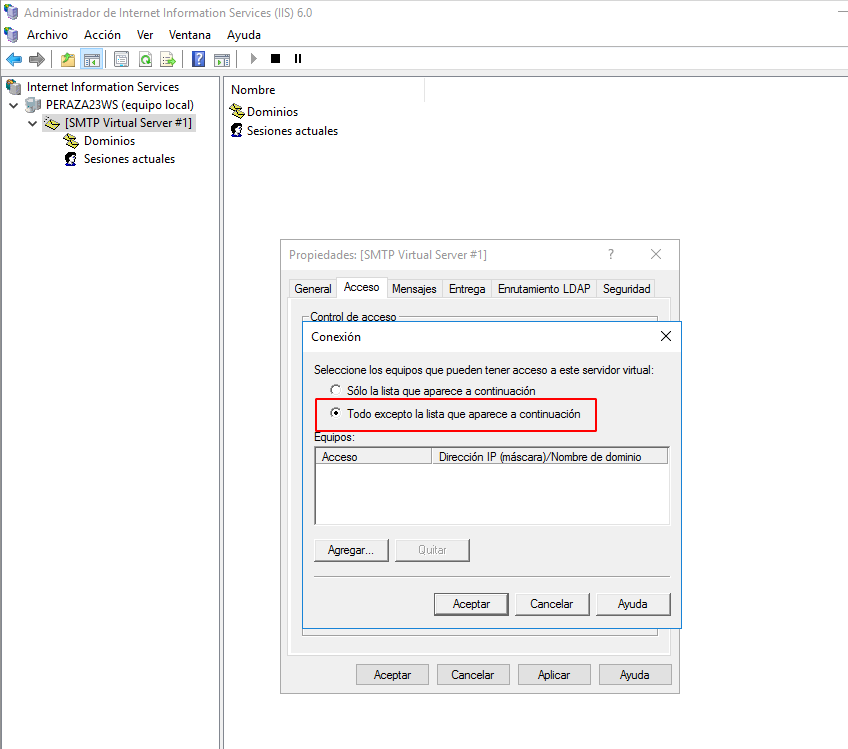 Administrador de Internet Information Services (IIS) 6.0
Archivo Acción Ver Ventana Ayuda
Internet Information Services
PERAZA23WS (equipo local)
[SMTP Virtual Server #1]
Dominios
Sesiones actuales
Nombre
Dominios
Sesiones actuales
Propiedades: [SMTP Virtual Server #1] ?
General Acceso Mensajes Entrega Enrutamiento LDAP Seguridad
Control de acceso
Conexión
Seleccione los equipos que pueden tener acceso a este servidor virtual:
Sólo la lista que aparece a continuación
Todo excepto la lista que aparece a continuación
Equipos:
Acceso Dirección IP (máscara)/Nombre de dominio
Agregar... Quitar
Aceptar Cancelar Ayuda
Aceptar Cancelar Aplicar Ayuda